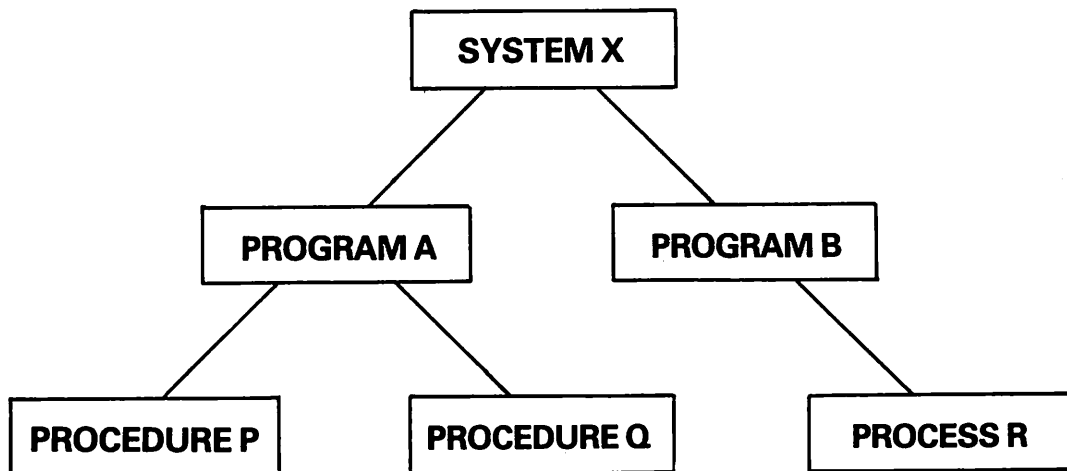 SYSTEM X
PROGRAM A
PROGRAM B
PROCEDURE P
PROCEDURE Q
PROCESS R